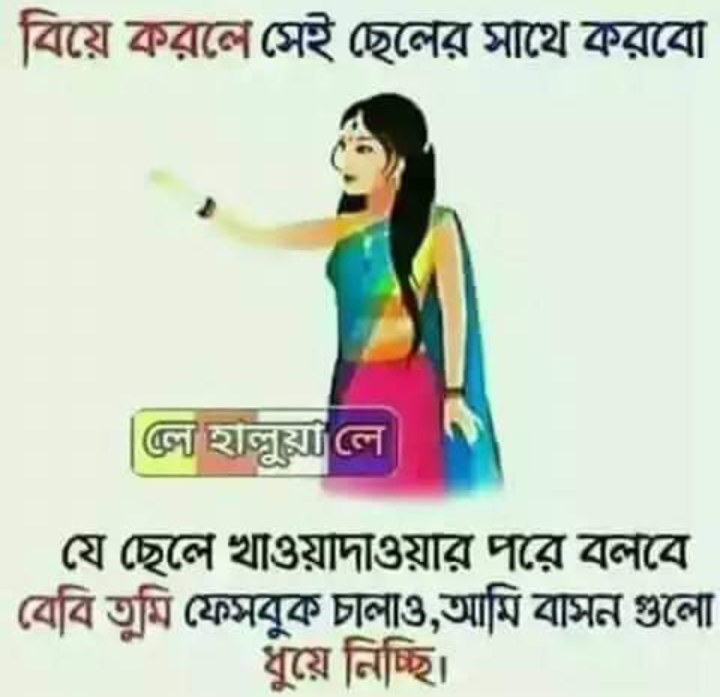 বিয়ে করলে সেই ছেলের সাথে করবো
লে হালুয়া লে
যে ছেলে খাওয়াদাওয়ার পরে বলবে
বেবি তুমি ফেসবুক চালাও,আমি বাসন গুলো
ধুয়ে নিচ্ছি।